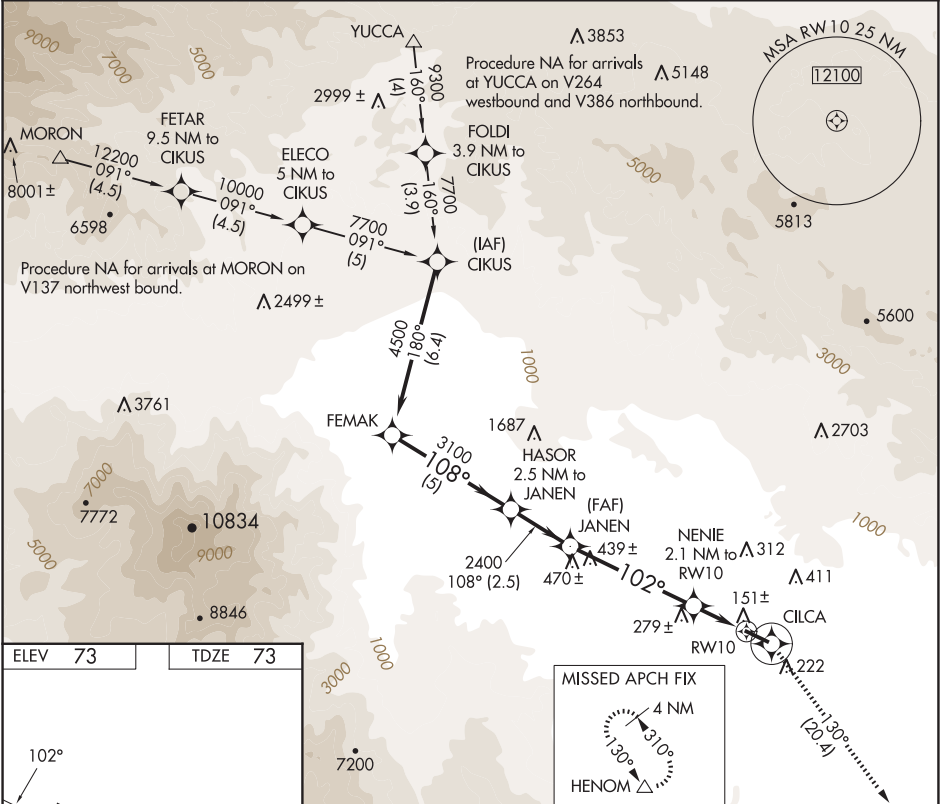 9000
7000
5000
YUCCA
3853
MSA RW10 25 NM
12100
Procedure NA for arrivals
at YUCCA on V264
westbound and V386 northbound.
5148
9300
160°
(4)
2999 ±
MORON
8001±
12200
091°
(4.5)
FETAR
9.5 NM to
CIKUS
10000
091°
(4.5)
ELECO
5 NM to
CIKUS
FOLDI
3.9 NM to
CIKUS
7700
160°
(3.9)
5000
5813
6598
7700
091°
(5)
(IAF)
CIKUS
Procedure NA for arrivals at MORON on
V137 northwest bound.
2499 ±
5600
4500
180°
(6.4)
1000
3000
3761
FEMAK
1687
2703
3100
108°
(5)
HASOR
2.5 NM to
JANEN
7000
7772
10834
9000
5000
(FAF)
JANEN
1000
2400
108° (2.5)
439 ±
470 ±
102°
NENIE
2.1 NM to
RW10
312
411
8846
279 ±
151±
CILCA
RW10
222
ELEV 73
TDZE 73
1000
3000
MISSED APCH FIX
4 NM
310°
130°
HENOM
130°
(20.4)
102°
7200